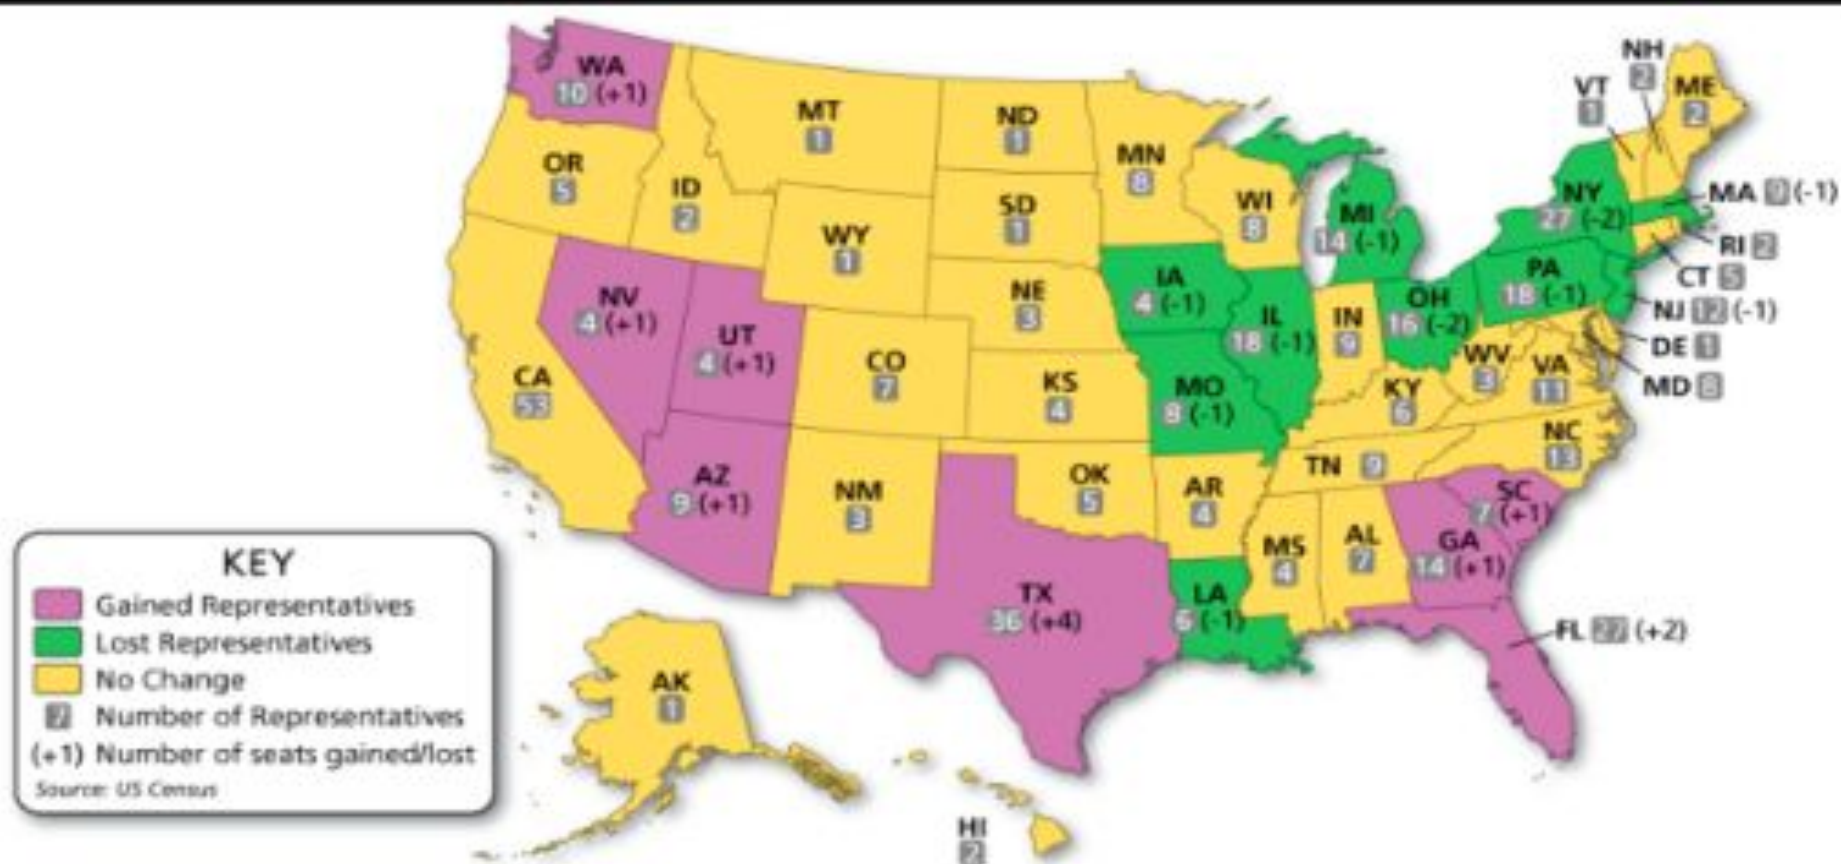 WA
10 (+1)
MT
1
ND
1
MN
8
OR
5
ID
2
WY
1
SD
1
WI
8
MI
14 (-1)
NH
2
VT
1
ME
2
NY
27 (-2)
MA (-1)
RI 2
CT 5
NJ 12 (-1)
DE 1
MD 8
PA
18 (-1)
NV
4 (+1)
UT
4 (+1)
NE
3
IA
4 (-1)
IL
18 (-1)
IN
9
OH
16 (-2)
WV
3
VA
11
CA
53
CO
7
KS
4
MO
8 (-1)
KY
6
NC
13
AZ
9 (+1)
NM
3
OK
5
AR
4
TN
SC
7 (+1)
MS
4
AL
7
GA
14 (+1)
TX
36 (+4)
LA
6 (-1)
FL 27 (+2)
AK
1
HI
2
KEY
Gained Representatives
Lost Representatives
No Change
Number of Representatives
(+1) Number of seats gained/lost
Source: US Census